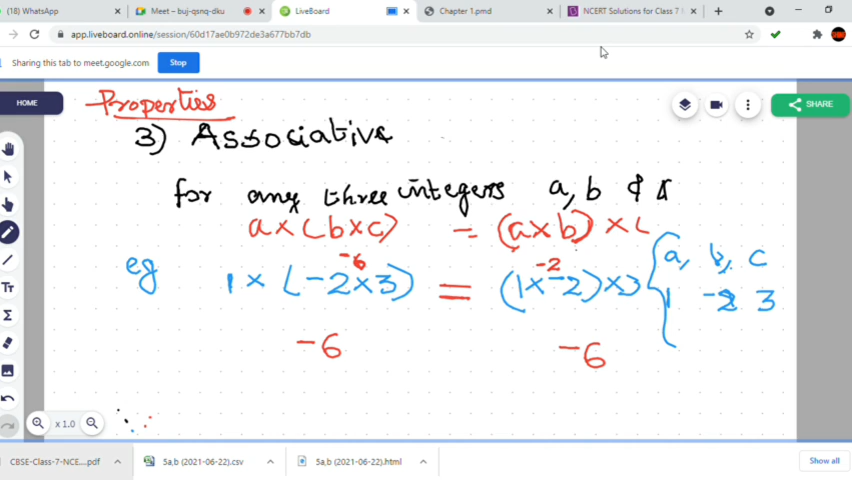 (18) WhatsApp
Meet – buj-qsnq-dku
LiveBoard
Chapter 1.pmd
NCERT Solutions for Class 7 M
app.liveboard.online/session/60d17ae0b972de3a677bb7db
Sharing this tab to meet.google.com
Stop
HOME
SHARE
Properties
3) Associative
for any three integers a, b &
a×(b×c) = (a×b) ×
-6 -2
eg 1 × (-2×3) = (1×-2)×3
a, b, c
1 -2 3
-6 -6
x 1.0
CBSE-Class-7-NCE....pdf
5a,b (2021-06-22).csv
5a,b (2021-06-22).html
Show all